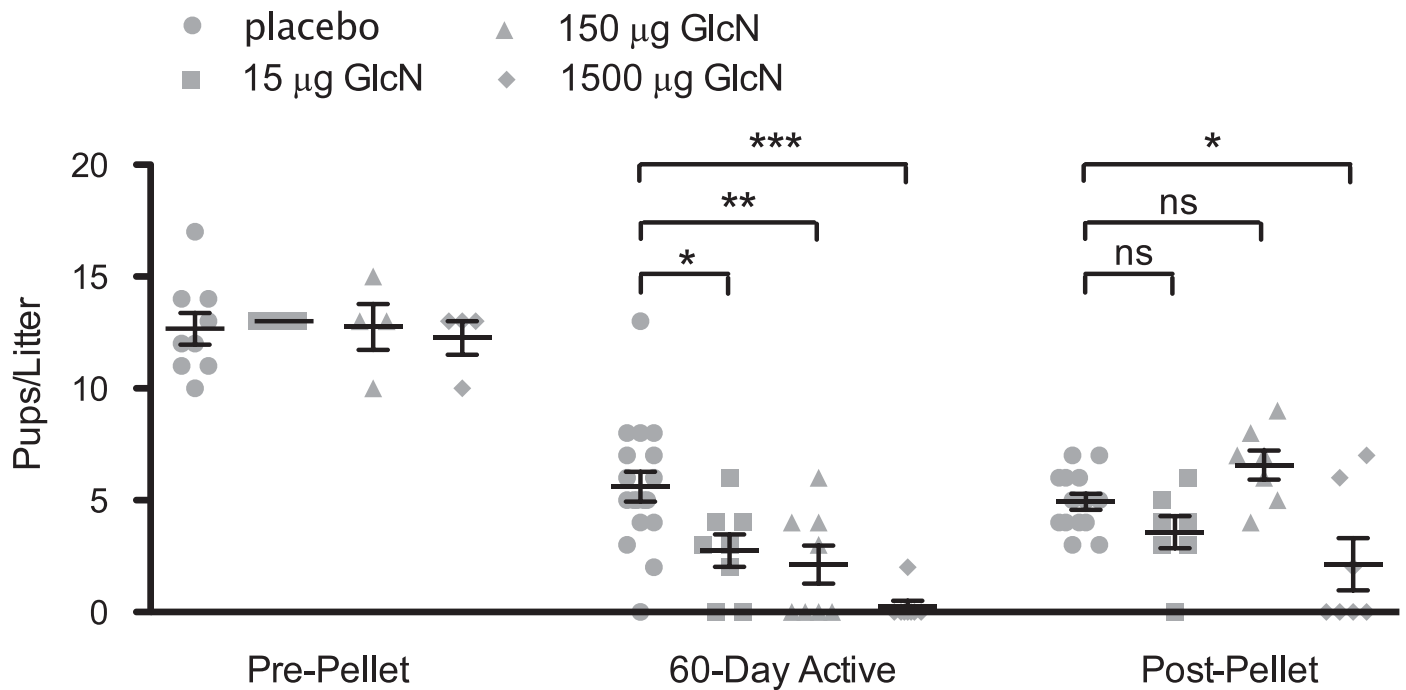 placebo
150 μg GlcN
15 μg GlcN
1500 μg GlcN
***
*
20
**
ns
*
ns
15
10
5
0
Pups/Litter
Pre-Pellet
60-Day Active
Post-Pellet